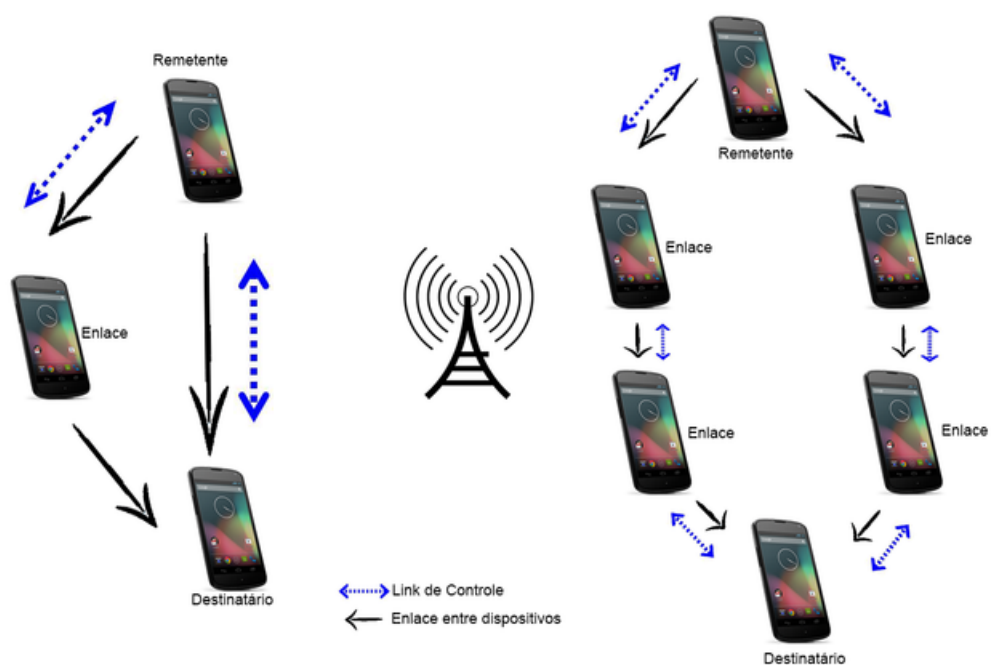 Remetente
Enlace
Destinatário
Remetente
Enlace
Enlace
Enlace
Enlace
Destinatário
Link de Controle
Enlace entre dispositivos